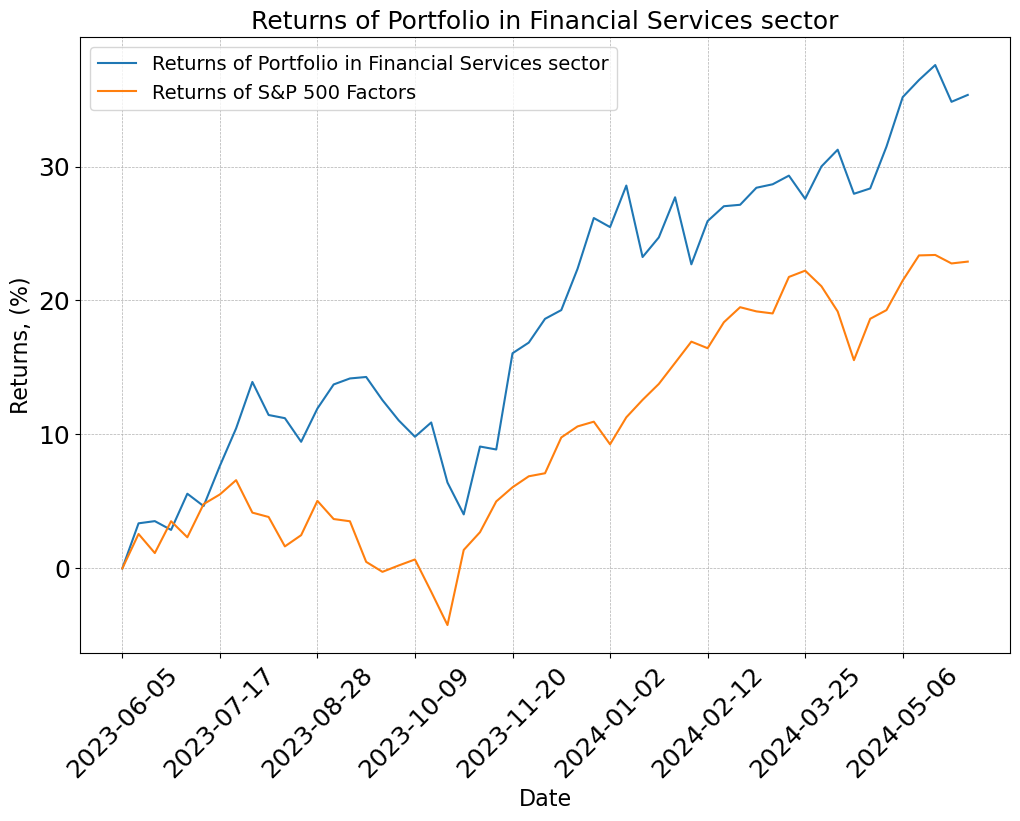 Returns of Portfolio in Financial Services sector
Returns of Portfolio in Financial Services sector
Returns of S&P 500 Factors
Returns, (%)
30
20
10
0
2023-06-05
2023-07-17
2023-08-28
2023-10-09
2023-11-20
2024-01-02
2024-02-12
2024-03-25
2024-05-06
Date